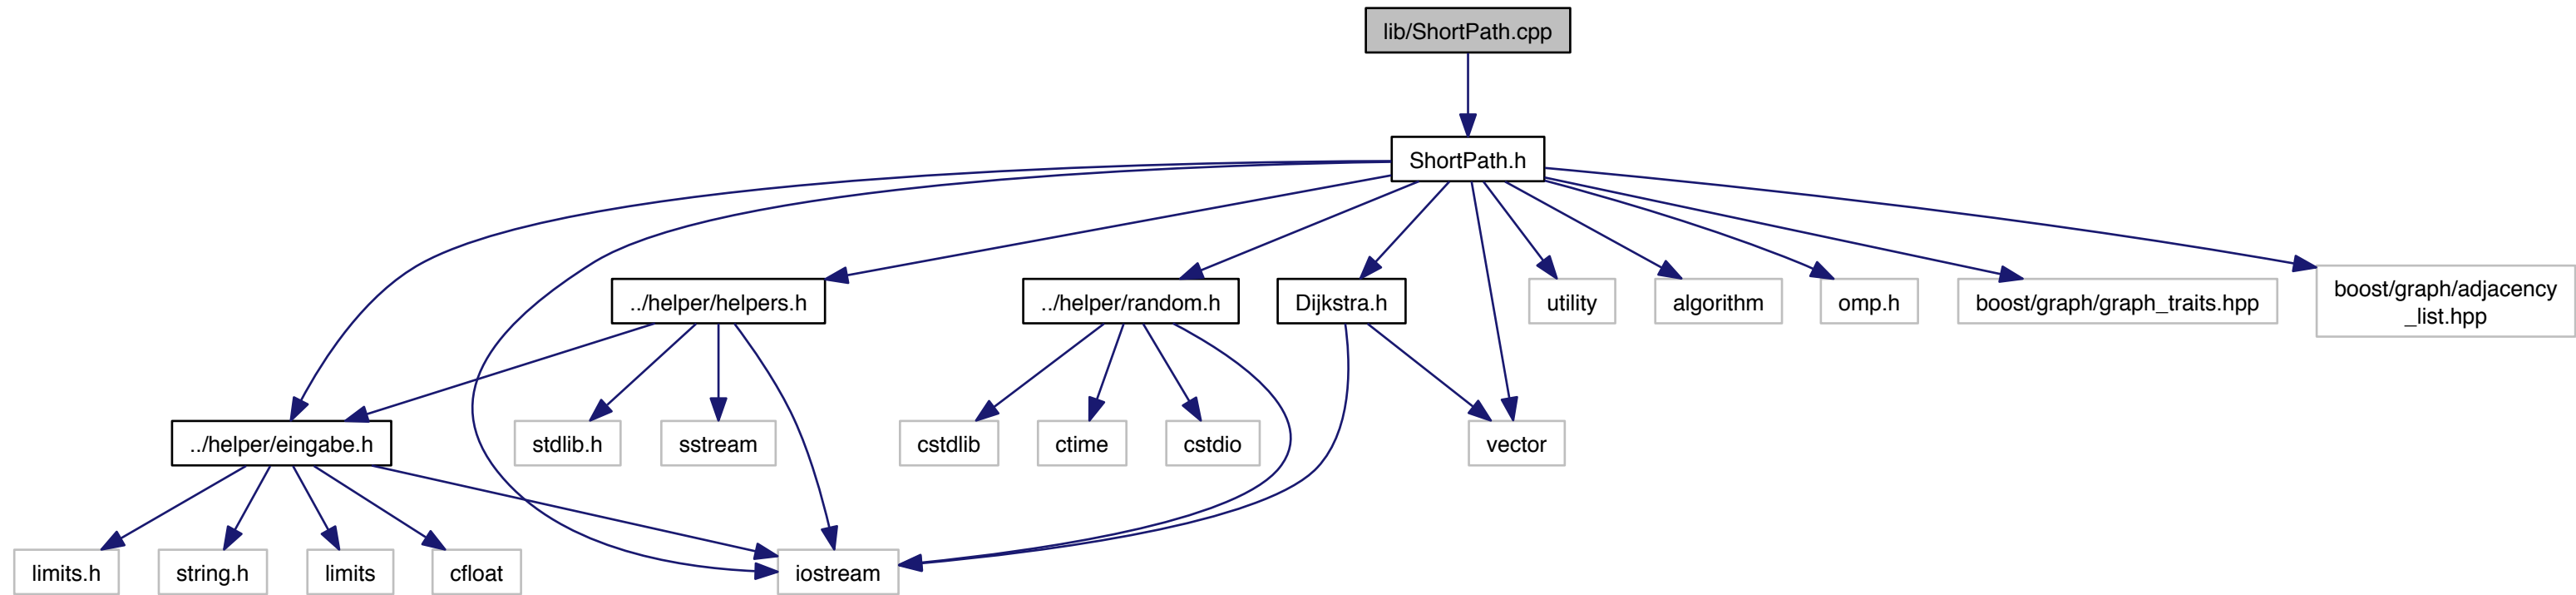 lib/ShortPath.cpp
ShortPath.h
../helper/helpers.h
../helper/random.h
Dijkstra.h
utility
algorithm
omp.h
boost/graph/graph_traits.hpp
boost/graph/adjacency
_list.hpp
../helper/eingabe.h
stdlib.h
sstream
cstdlib
ctime
cstdio
vector
limits.h
string.h
limits
cfloat
iostream